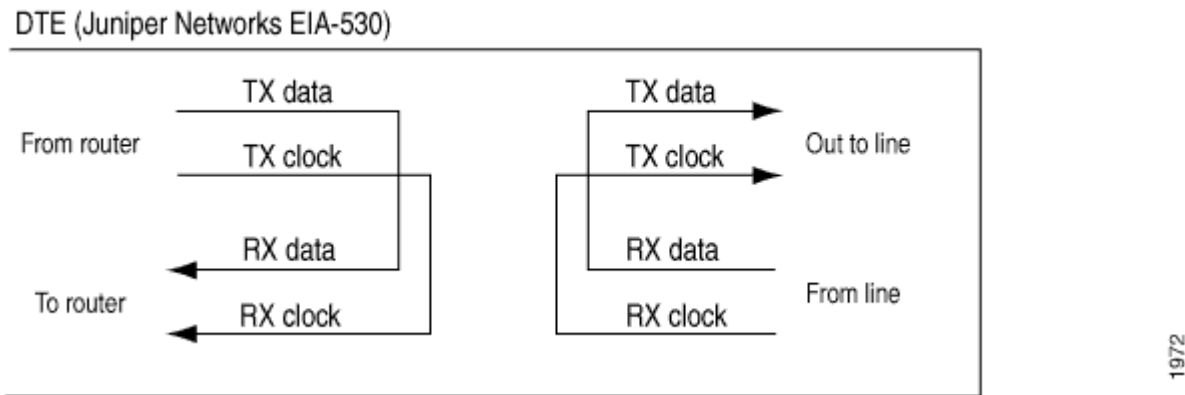 DTE (Juniper Networks EIA-530)
TX data
TX data
From router
Out to line
TX clock
TX clock
RX data
RX data
To router
From line
RX clock
RX clock
1972